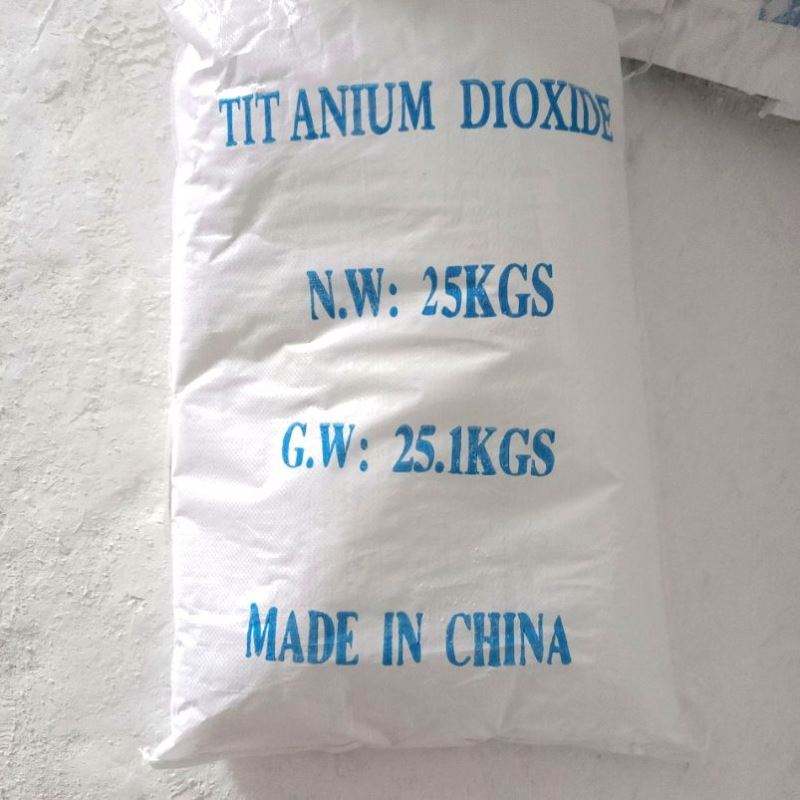 TITANIUM DIOXIDE
N.W: 25KGS
G.W: 25.1KGS
MADE IN CHINA